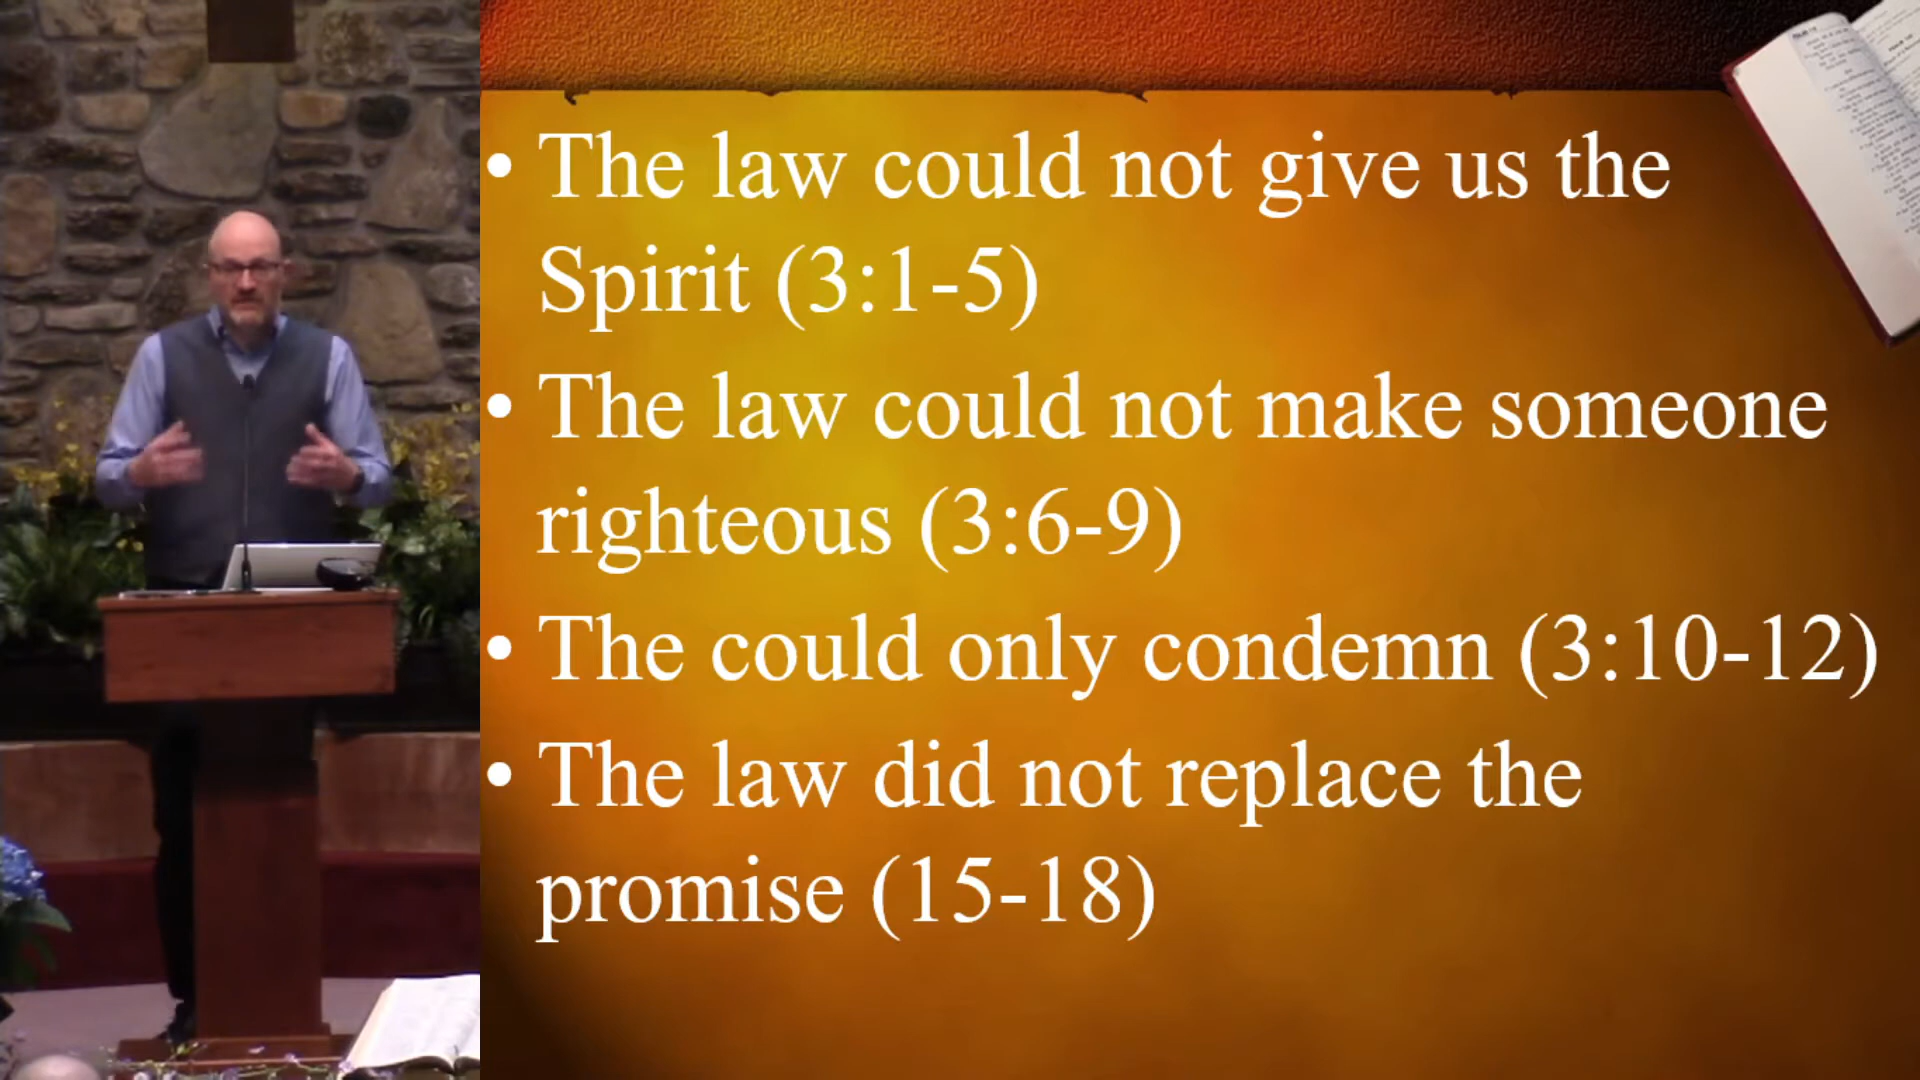 • The law could not give us the
Spirit (3:1-5)
• The law could not make someone
righteous (3:6-9)
• The could only condemn (3:10-12)
• The law did not replace the
promise (15-18)